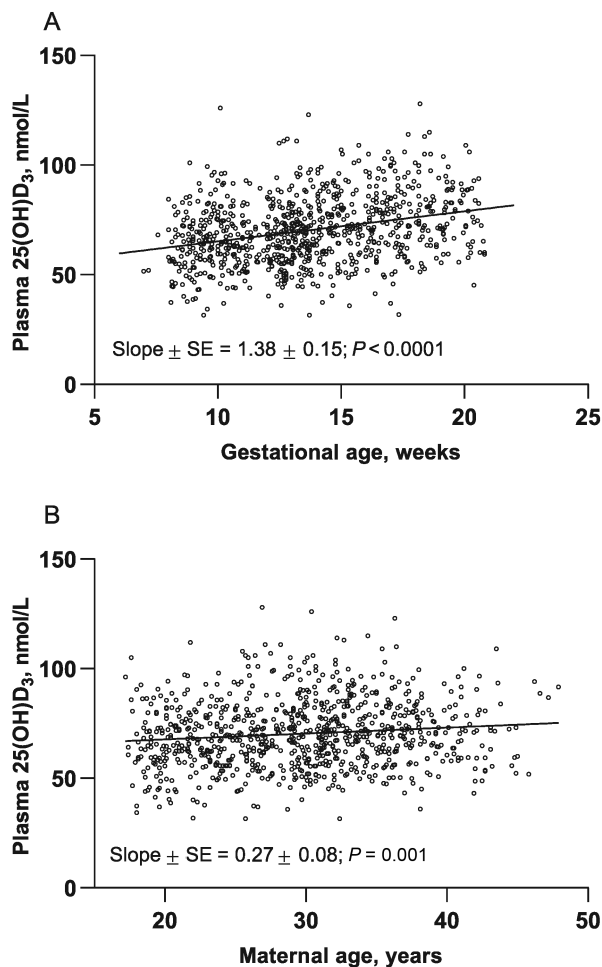 A
150
100
50
0
Plasma 25(OH)D3, nmol/L
Slope ± SE = 1.38 ± 0.15; P < 0.0001
5 10 15 20 25
Gestational age, weeks
B
150
100
50
0
Plasma 25(OH)D3, nmol/L
Slope ± SE = 0.27 ± 0.08; P = 0.001
20 30 40 50
Maternal age, years